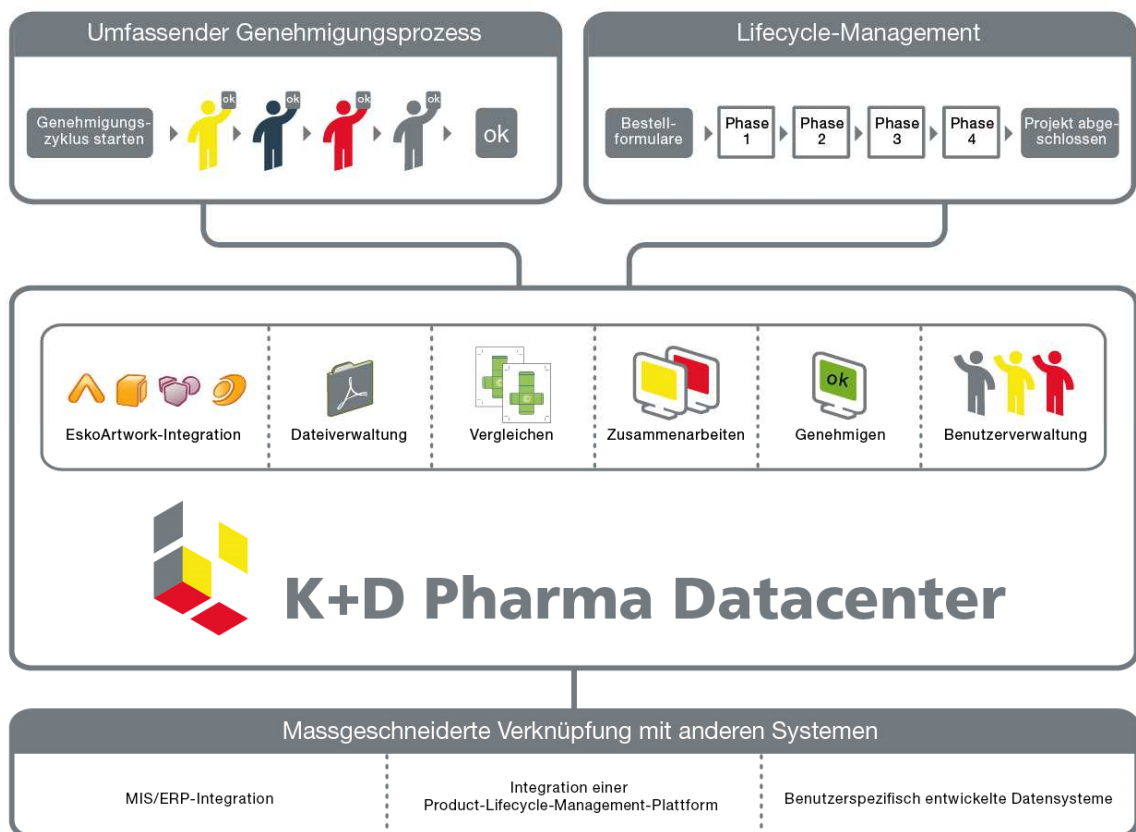 Umfassender Genehmigungsprozess
Genehmigungs-
zyklus starten
ok
ok
ok
ok
ok
Lifecycle-Management
Bestell-
formulare
Phase
1
Phase
2
Phase
3
Phase
4
Projekt abge-
schlossen
EskoArtwork-Integration
Dateiverwaltung
Vergleichen
Zusammenarbeiten
ok
Genehmigen
Benutzerverwaltung
K+D Pharma Datacenter
Massgeschneiderte Verknüpfung mit anderen Systemen
MIS/ERP-Integration
Integration einer
Product-Lifecycle-Management-Plattform
Benutzerspezifisch entwickelte Datensysteme